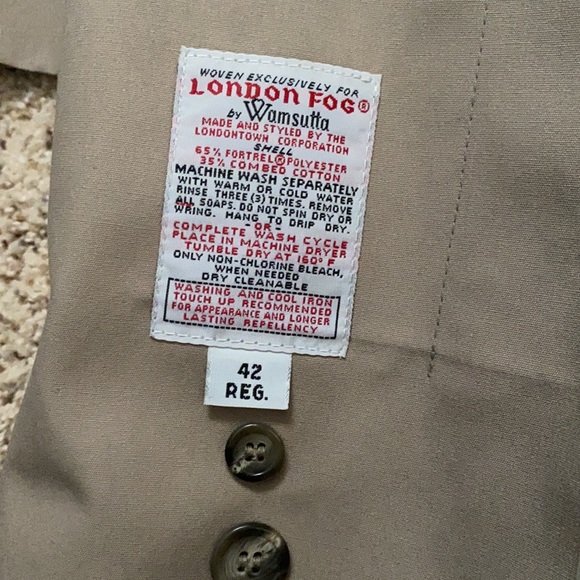 WOVEN EXCLUSIVELY FOR
LONDON FOG®
by Wamsutta
MADE AND STYLED BY THE
LONDONTOWN CORPORATION
SHELL
65% FORTREL® POLYESTER
35% COMBED COTTON
MACHINE WASH SEPARATELY
WITH WARM OR COLD WATER
RINSE THREE (3) TIMES. REMOVE
ALL SOAPS. DO NOT SPIN DRY OR
WRING. HANG TO DRIP DRY.
-OR-
COMPLETE WASH CYCLE
PLACE IN MACHINE DRYER
TUMBLE DRY AT 160° F
ONLY NON-CHLORINE BLEACH,
WHEN NEEDED
DRY CLEANABLE
WASHING AND COOL IRON
TOUCH UP RECOMMENDED
FOR APPEARANCE AND LONGER
LASTING REPELLENCY
42
REG.